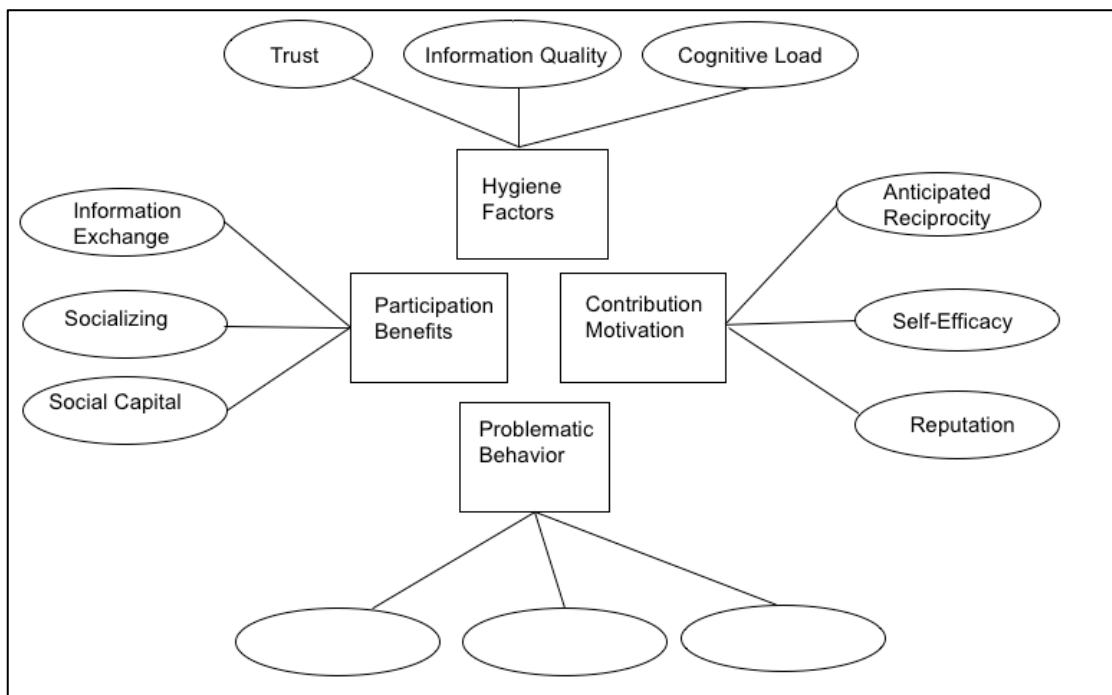 Trust
Information Quality
Cognitive Load
Hygiene
Factors
Information
Exchange
Socializing
Social Capital
Participation
Benefits
Contribution
Motivation
Anticipated
Reciprocity
Self-Efficacy
Reputation
Problematic
Behavior